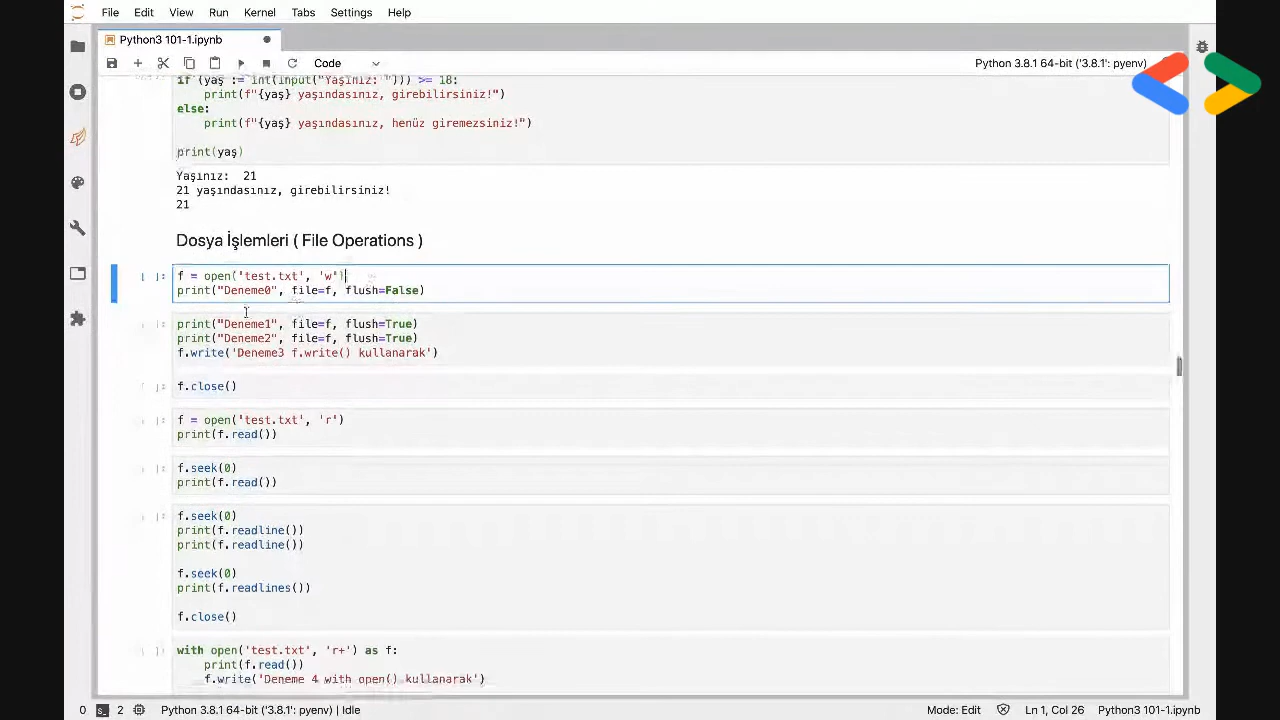 File Edit View Run Kernel Tabs Settings Help
Python3 101-1.ipynb
Code
Python 3.8.1 64-bit ('3.8.1': pyenv)
if (yaş := int(input("Yaşınız: "))) >= 18:
print(f"{yaş} yaşındasınız, girebilirsiniz!")
else:
print(f"{yaş} yaşındasınız, henüz giremezsiniz!")
print(yaş)
Yaşınız: 21
21 yaşındasınız, girebilirsiniz!
21
Dosya İşlemleri ( File Operations )
[ ]: f = open('test.txt', 'w')
print("Deneme0", file=f, flush=False)
[ ]: print("Deneme1", file=f, flush=True)
print("Deneme2", file=f, flush=True)
f.write('Deneme3 f.write() kullanarak')
[ ]: f.close()
[ ]: f = open('test.txt', 'r')
print(f.read())
[ ]: f.seek(0)
print(f.read())
[ ]: f.seek(0)
print(f.readline())
print(f.readline())
f.seek(0)
print(f.readlines())
f.close()
[ ]: with open('test.txt', 'r+') as f:
print(f.read())
f.write('Deneme 4 with open() kullanarak')
0 2 Python 3.8.1 64-bit ('3.8.1': pyenv) | Idle Mode: Edit Ln 1, Col 26 Python3 101-1.ipynb